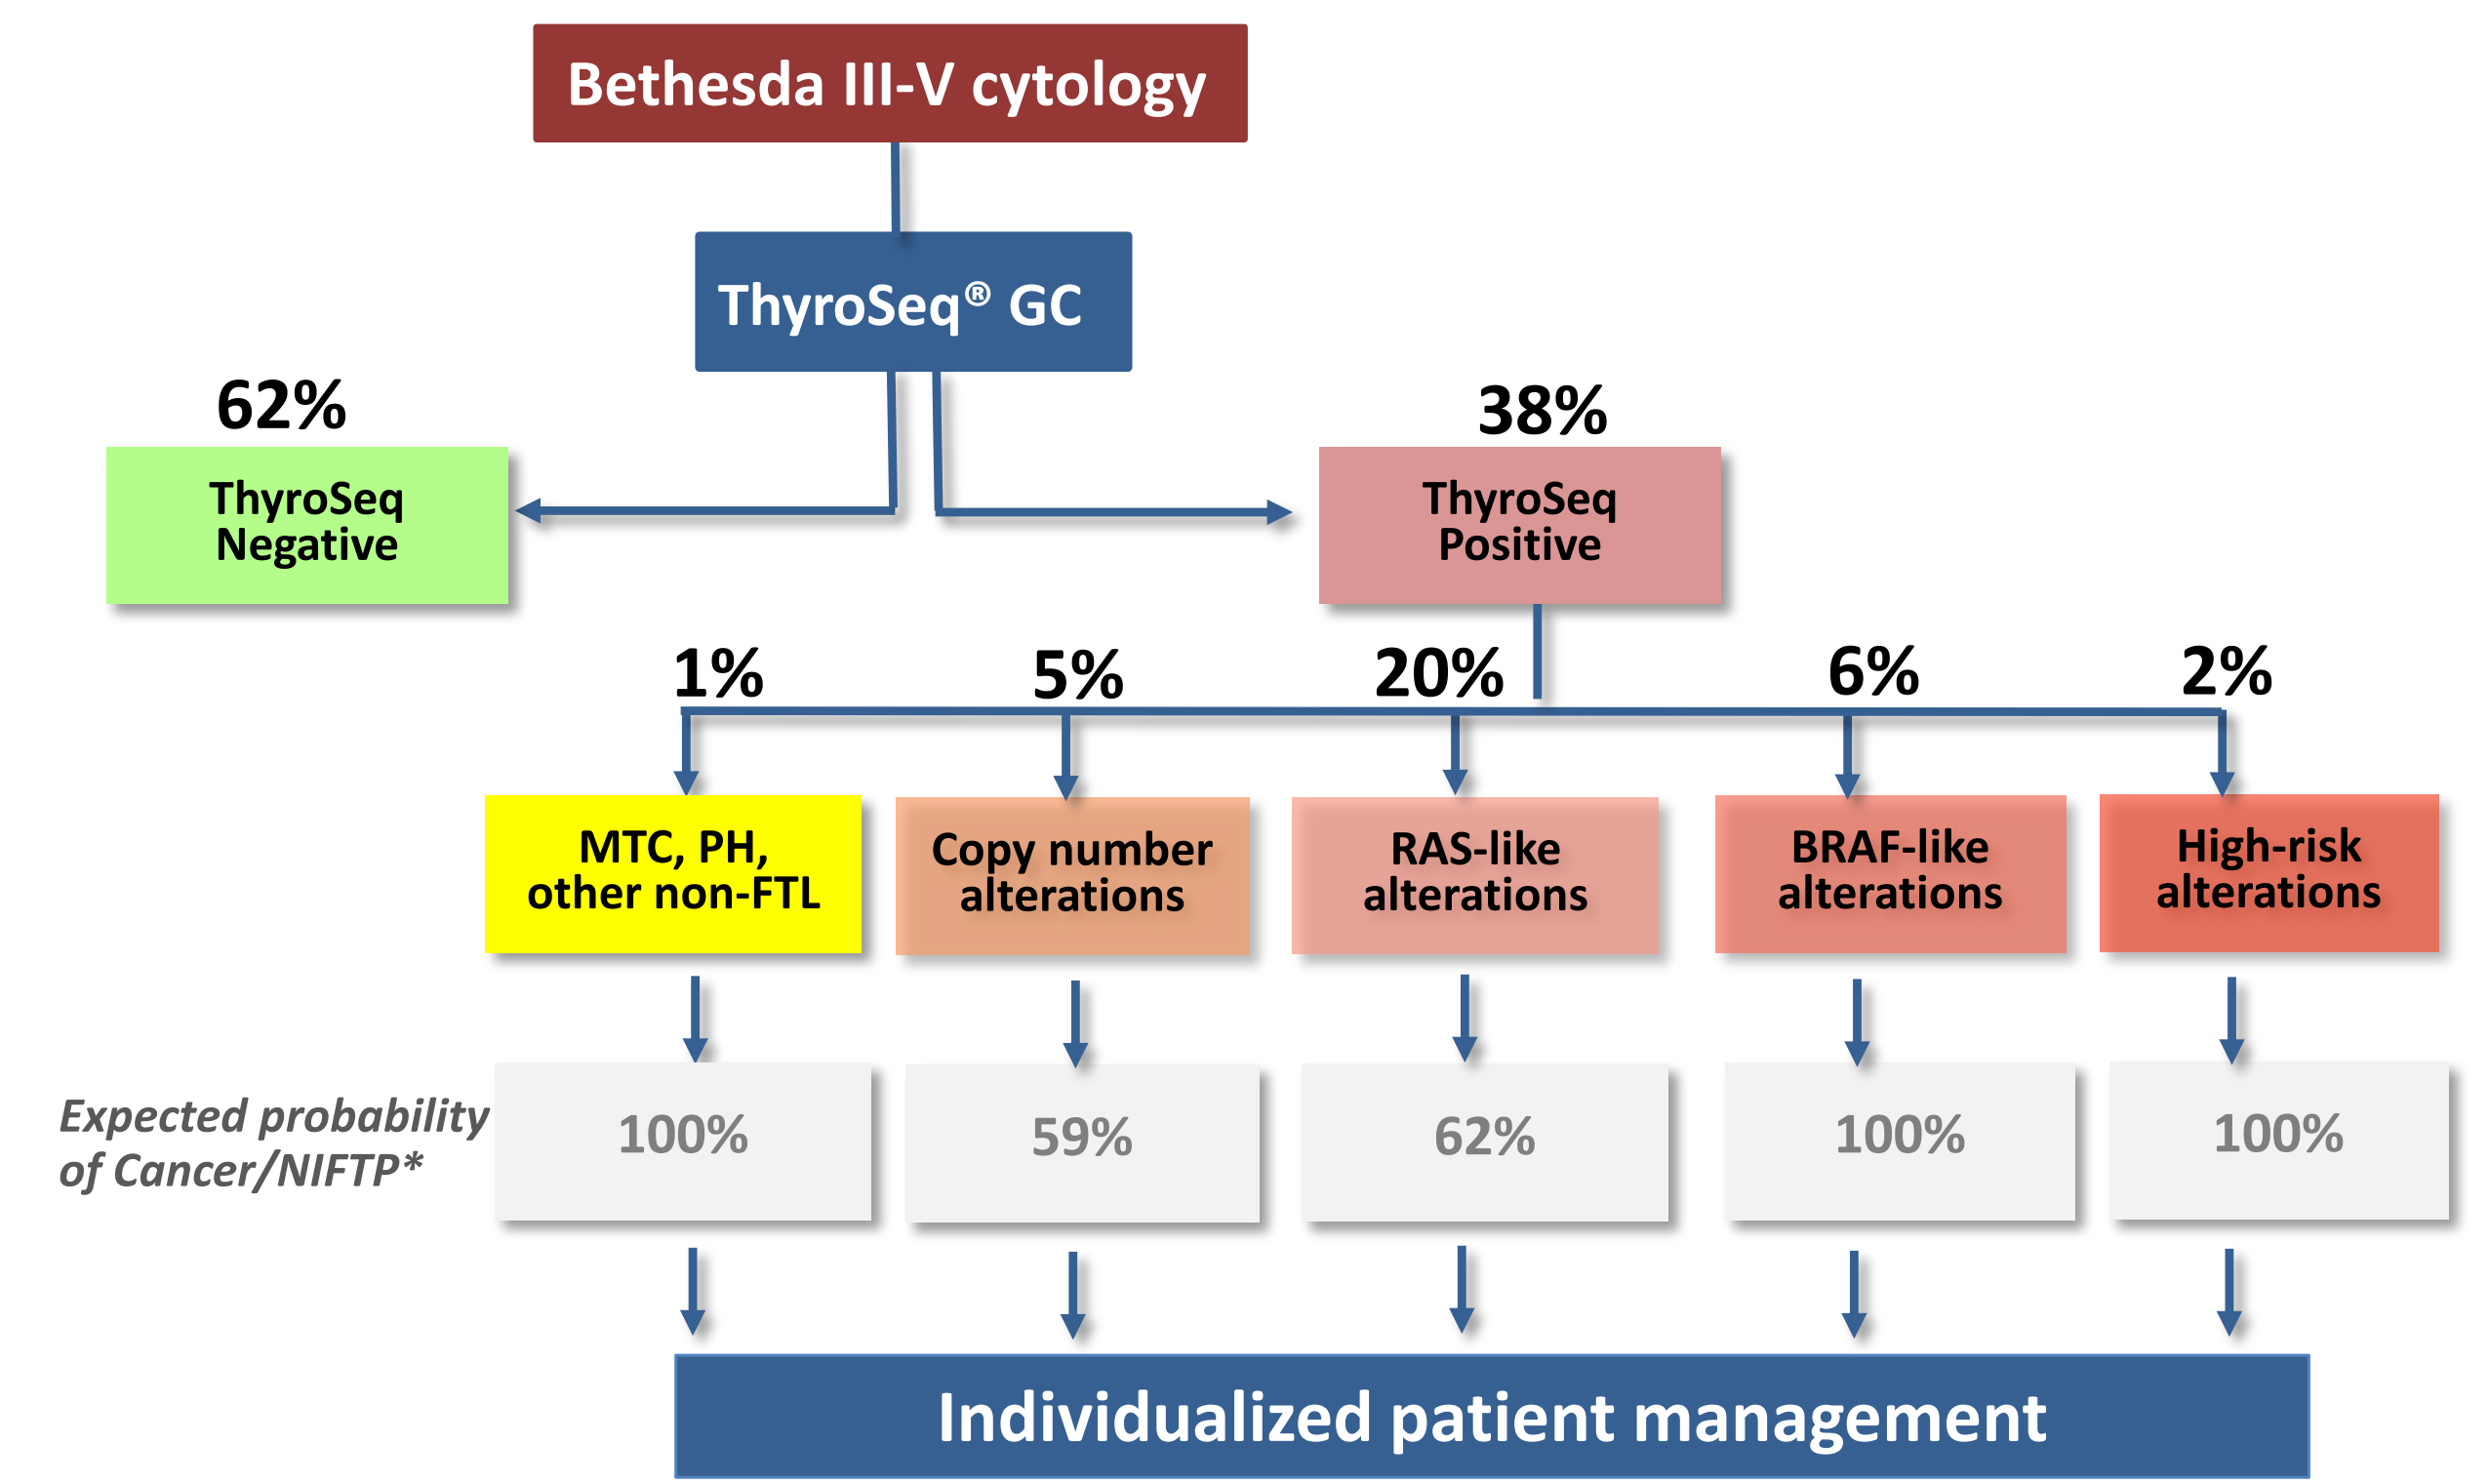 Bethesda III-V cytology
ThyroSeq® GC
62%
38%
ThyroSeq
Negative
ThyroSeq
Positive
1%
5%
20%
6%
2%
MTC, PH,
other non-FTL
Copy number
alterations
RAS-like
alterations
BRAF-like
alterations
High-risk
alterations
Expected probability
of Cancer/NIFTP*
100%
59%
62%
100%
100%
Individualized patient management